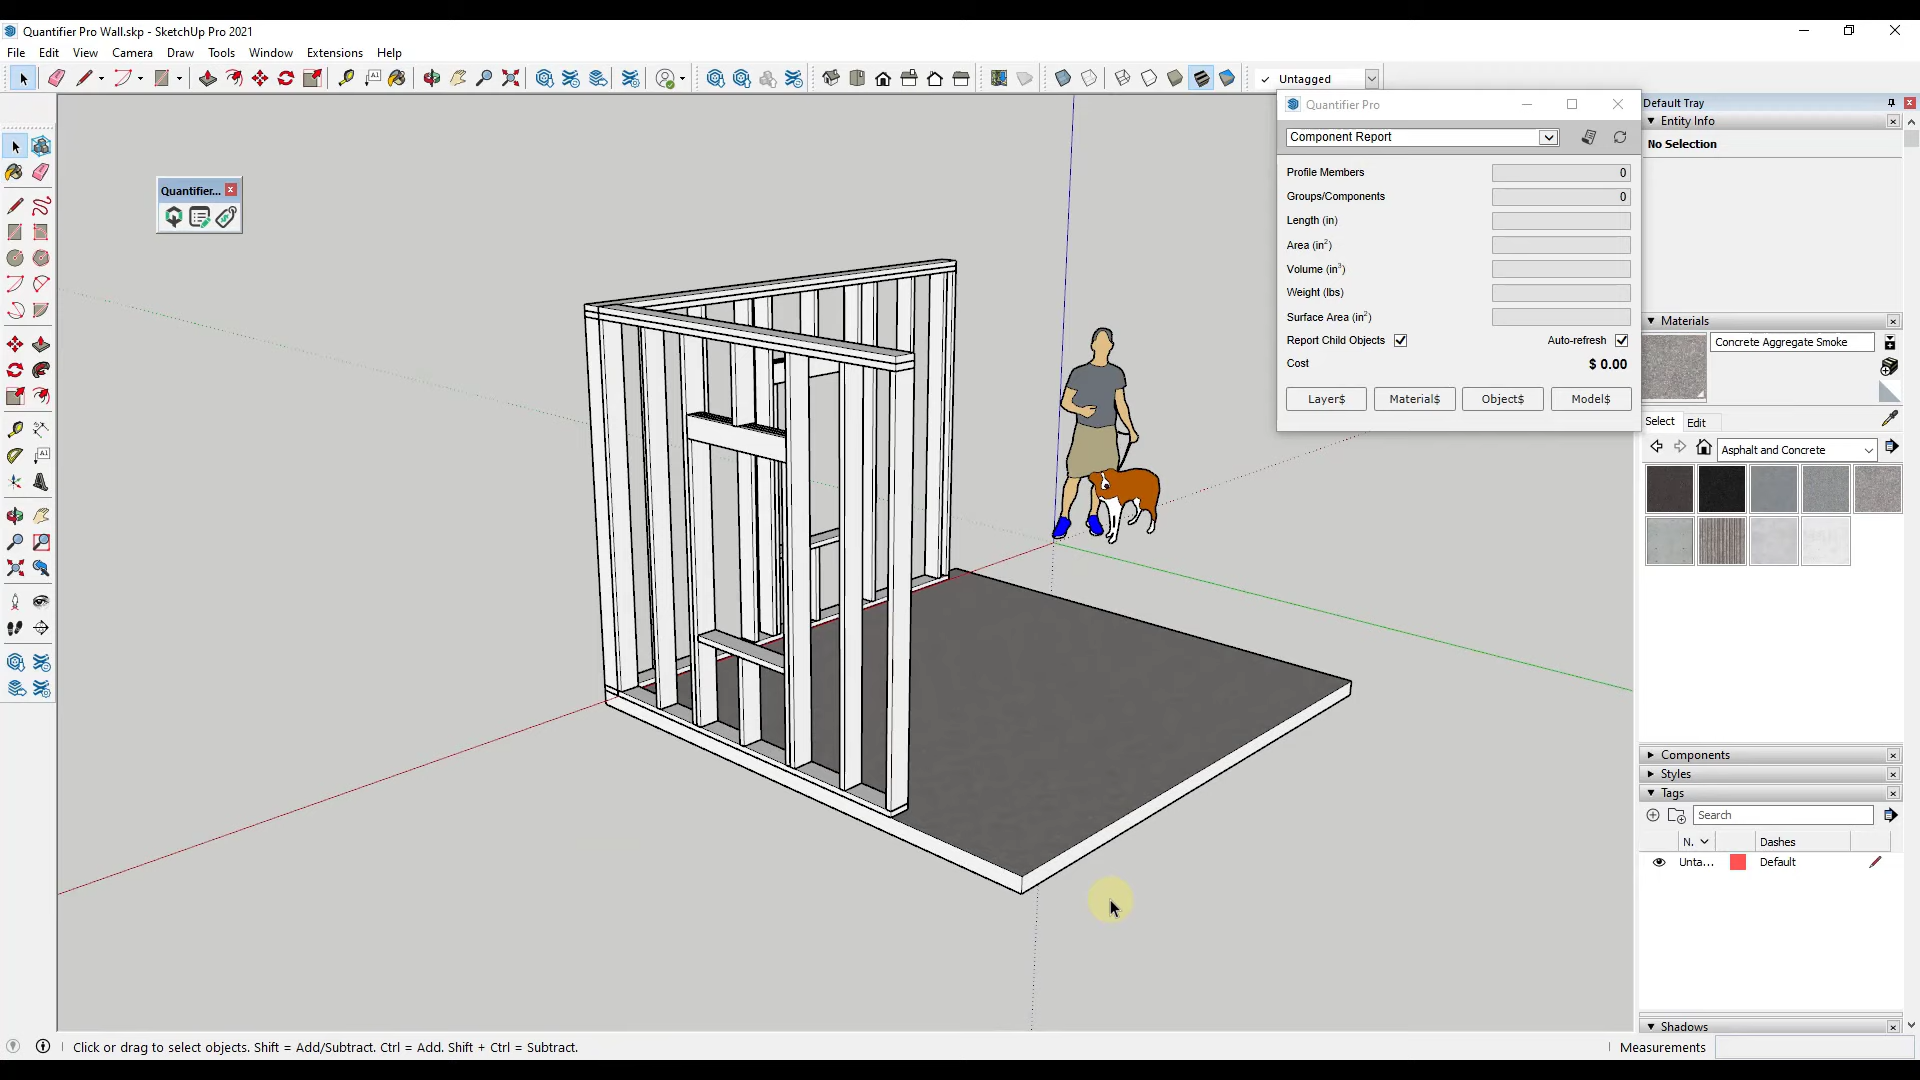 Quantifier Pro Wall.skp - SketchUp Pro 2021
File Edit View Camera Draw Tools Window Extensions Help
Untagged
Quantifier Pro
Component Report
Profile Members 0
Groups/Components 0
Length (in)
Area (in²)
Volume (in³)
Weight (lbs)
Surface Area (in²)
Report Child Objects Auto-refresh
Cost $ 0.00
Layer$ Material$ Object$ Model$
Quantifier...
Default Tray
Entity Info
No Selection
Materials
Concrete Aggregate Smoke
Select Edit
Asphalt and Concrete
Components
Styles
Tags
Search
N. Dashes
Unta... Default
Shadows
Click or drag to select objects. Shift = Add/Subtract. Ctrl = Add. Shift + Ctrl = Subtract.
Measurements